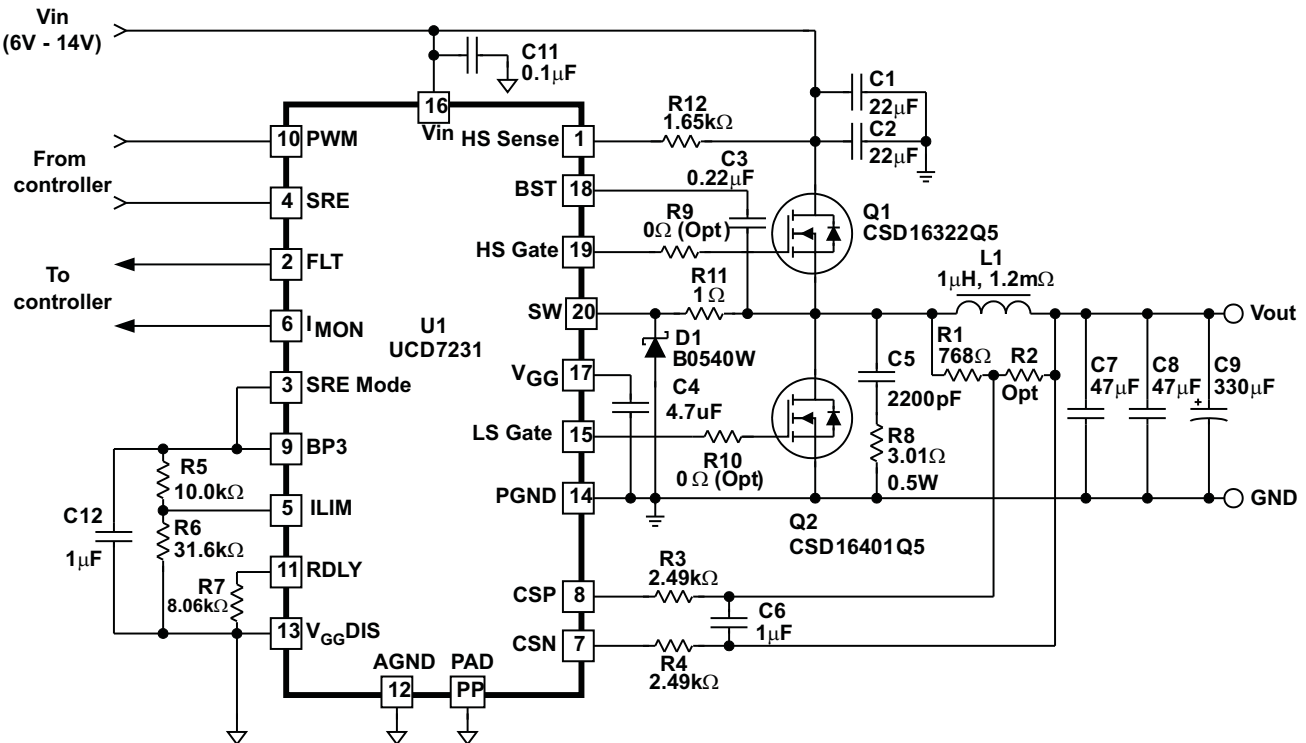 Vin
(6V - 14V)
C11
0.1μF
C1
22μF
C2
22μF
16
Vin
R12
1.65kΩ
10 PWM
HS Sense 1
From
controller
C3
0.22μF
BST 18
4 SRE
R9
0Ω (Opt)
Q1
CSD16322Q5
HS Gate 19
To
controller
2 FLT
L1
1μH, 1.2mΩ
R11
1Ω
SW 20
Vout
6 IMON
U1
UCD7231
D1
B0540W
R1
768Ω
R2
Opt
C5
2200pF
C7
47μF
C8
47μF
C9
330μF
+
VGG 17
3 SRE Mode
C4
4.7uF
LS Gate 15
9 BP3
R8
3.01Ω
0.5W
R5
10.0kΩ
R10
0Ω (Opt)
PGND 14
GND
5 ILIM
C12
1μF
R6
31.6kΩ
Q2
CSD16401Q5
11 RDLY
R7
8.06kΩ
R3
2.49kΩ
CSP 8
C6
1μF
13 VGGDIS
CSN 7
R4
2.49kΩ
AGND
12
PAD
PP